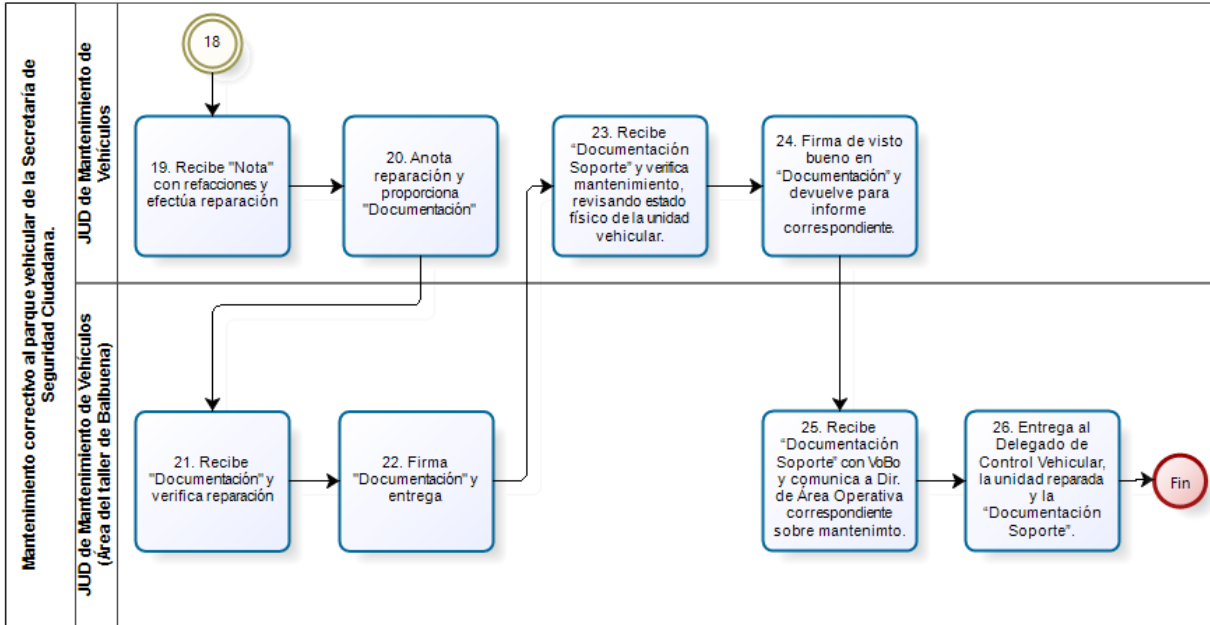 Mantenimiento correctivo al parque vehicular de la Secretaría de
Seguridad Ciudadana.
JUD de Mantenimiento de
Vehículos
18
19. Recibe "Nota"
con refacciones y
efectúa reparación
20. Anota
reparación y
proporciona
"Documentación"
23. Recibe
“Documentación
Soporte” y verifica
mantenimiento,
revisando estado
físico de la unidad
vehicular.
24. Firma de visto
bueno en
“Documentación” y
devuelve para
informe
correspondiente.
JUD de Mantenimiento de Vehículos
(Área del taller de Balbuena)
21. Recibe
"Documentación" y
verifica reparación
22. Firma
"Documentación" y
entrega
25. Recibe
“Documentación
Soporte” con VoBo
y comunica a Dir.
de Área Operativa
correspondiente
sobre mantenimto.
26. Entrega al
Delegado de
Control Vehicular,
la unidad reparada
y la
“Documentación
Soporte”.
Fin